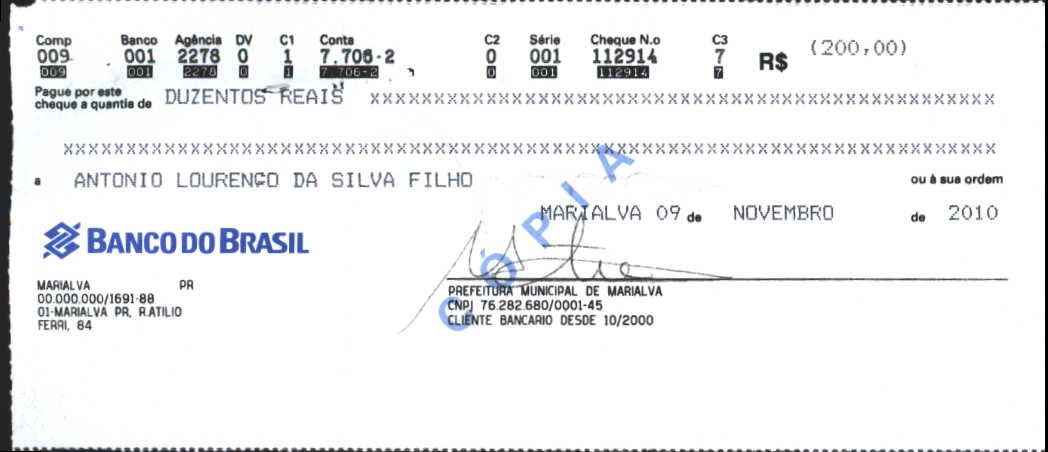 Comp Banco Agência DV C1 Conta C2 Série Cheque N.o C3
009 001 2278 0 1 7.706-2 0 001 112914 7 R$ (200,00)
009 001 2278 0 1 7 706-2 0 001 112914 7
Pague por este
cheque a quantia de DUZENTOS REAIS XXXXXXXXXXXXXXXXXXXXXXXXXXXXXXXXXXXXXXXXXXXXXXXXXXXXX
XXXXXXXXXXXXXXXXXXXXXXXXXXXXXXXXXXXXXXXXXXXXXXXXXXXXXXXXXXXXXXXXXXXXXXXXXXXXXXX
a ANTONIO LOURENÇO DA SILVA FILHO ou à sua ordem
MARIALVA 09 de NOVEMBRO de 2010
BANCO DO BRASIL
CÓPIA
MARIALVA PR
00.000.000/1691-88
01-MARIALVA PR, R.ATILIO
FERRI, 84
PREFEITURA MUNICIPAL DE MARIALVA
CNPJ 76.282.680/0001-45
CLIENTE BANCARIO DESDE 10/2000